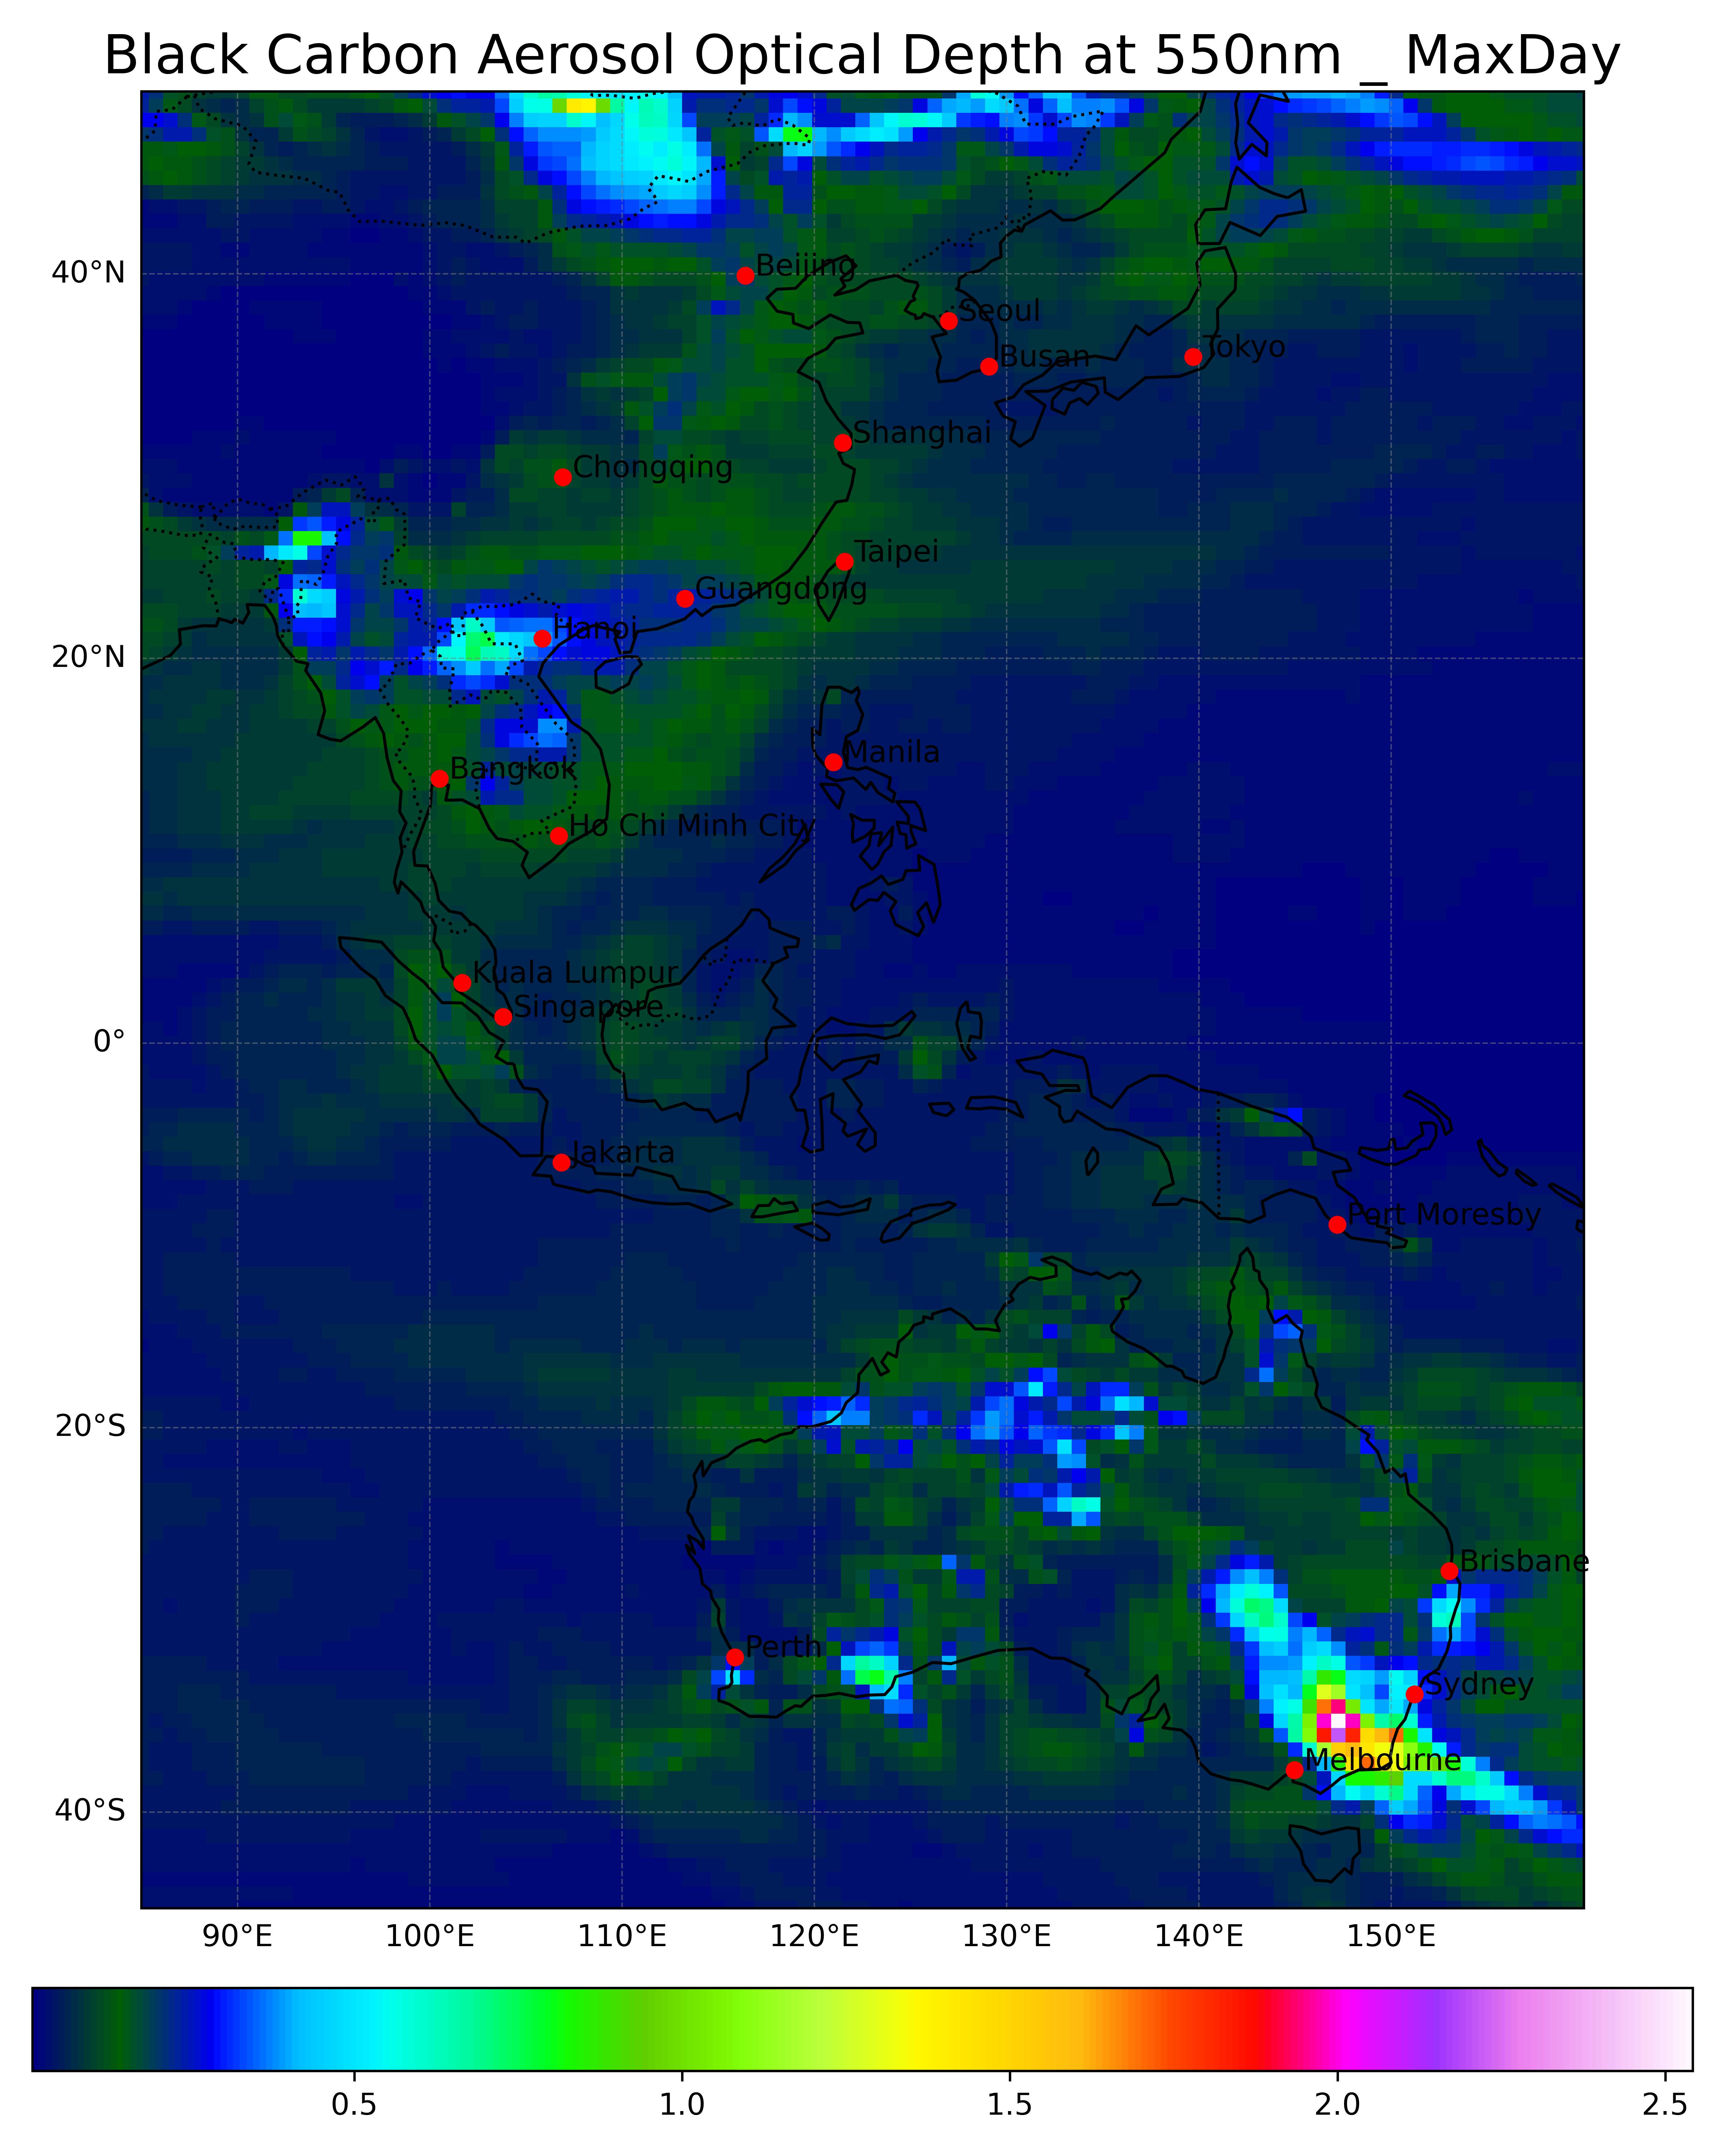 Black Carbon Aerosol Optical Depth at 550nm _ MaxDay
40°N
Beijing
Seoul
Busan
Tokyo
Shanghai
Chongqing
Taipei
Guangdong
Hanoi
20°N
Manila
Bangkok
Ho Chi Minh City
Kuala Lumpur
Singapore
0°
Jakarta
Port Moresby
20°S
Brisbane
Perth
Sydney
Melbourne
40°S
90°E 100°E 110°E 120°E 130°E 140°E 150°E
0.5 1.0 1.5 2.0 2.5